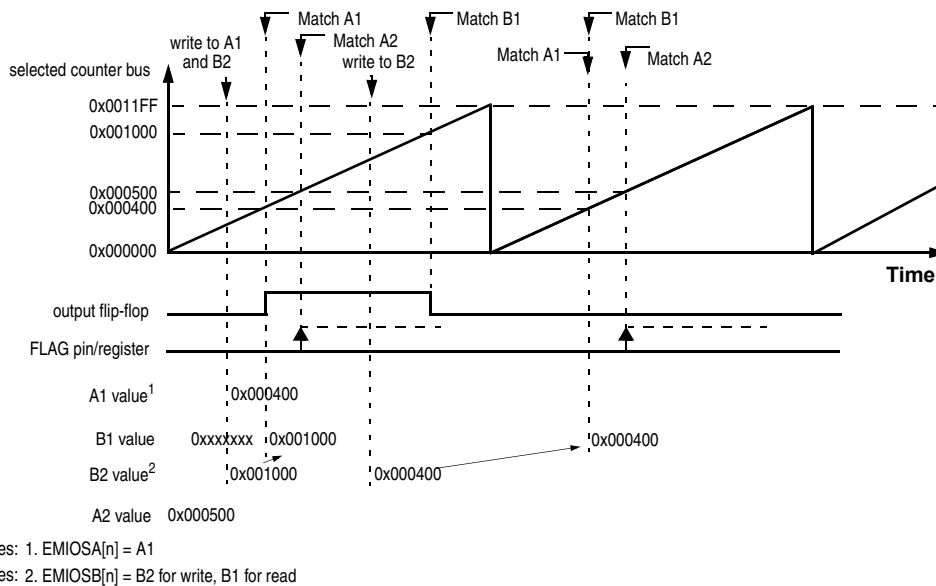 Match A1
Match B1
Match B1
write to A1
and B2
Match A2
write to B2
Match A1
Match A2
selected counter bus
0x0011FF
0x001000
0x000500
0x000400
0x000000
Time
output flip-flop
FLAG pin/register
A1 value1
0x000400
B1 value
0xxxxxxx
0x001000
0x000400
B2 value2
0x001000
0x000400
A2 value
0x000500
es: 1. EMIOSA[n] = A1
es: 2. EMIOSB[n] = B2 for write, B1 for read